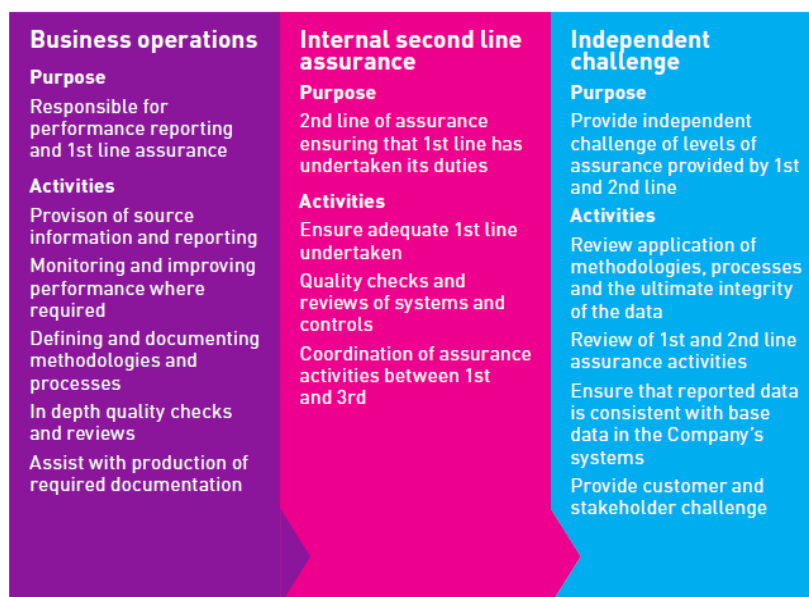 Business operations
Purpose
Responsible for
performance reporting
and 1st line assurance
Activities
Provison of source
information and reporting
Monitoring and improving
performance where
required
Defining and documenting
methodologies and
processes
In depth quality checks
and reviews
Assist with production of
required documentation
Internal second line
assurance
Purpose
2nd line of assurance
ensuring that 1st line has
undertaken its duties
Activities
Ensure adequate 1st line
undertaken
Quality checks and
reviews of systems and
controls
Coordination of assurance
activities between 1st
and 3rd
Independent
challenge
Purpose
Provide independent
challenge of levels of
assurance provided by 1st
and 2nd line
Activities
Review application of
methodologies, processes
and the ultimate integrity
of the data
Review of 1st and 2nd line
assurance activities
Ensure that reported data
is consistent with base
data in the Company's
systems
Provide customer and
stakeholder challenge